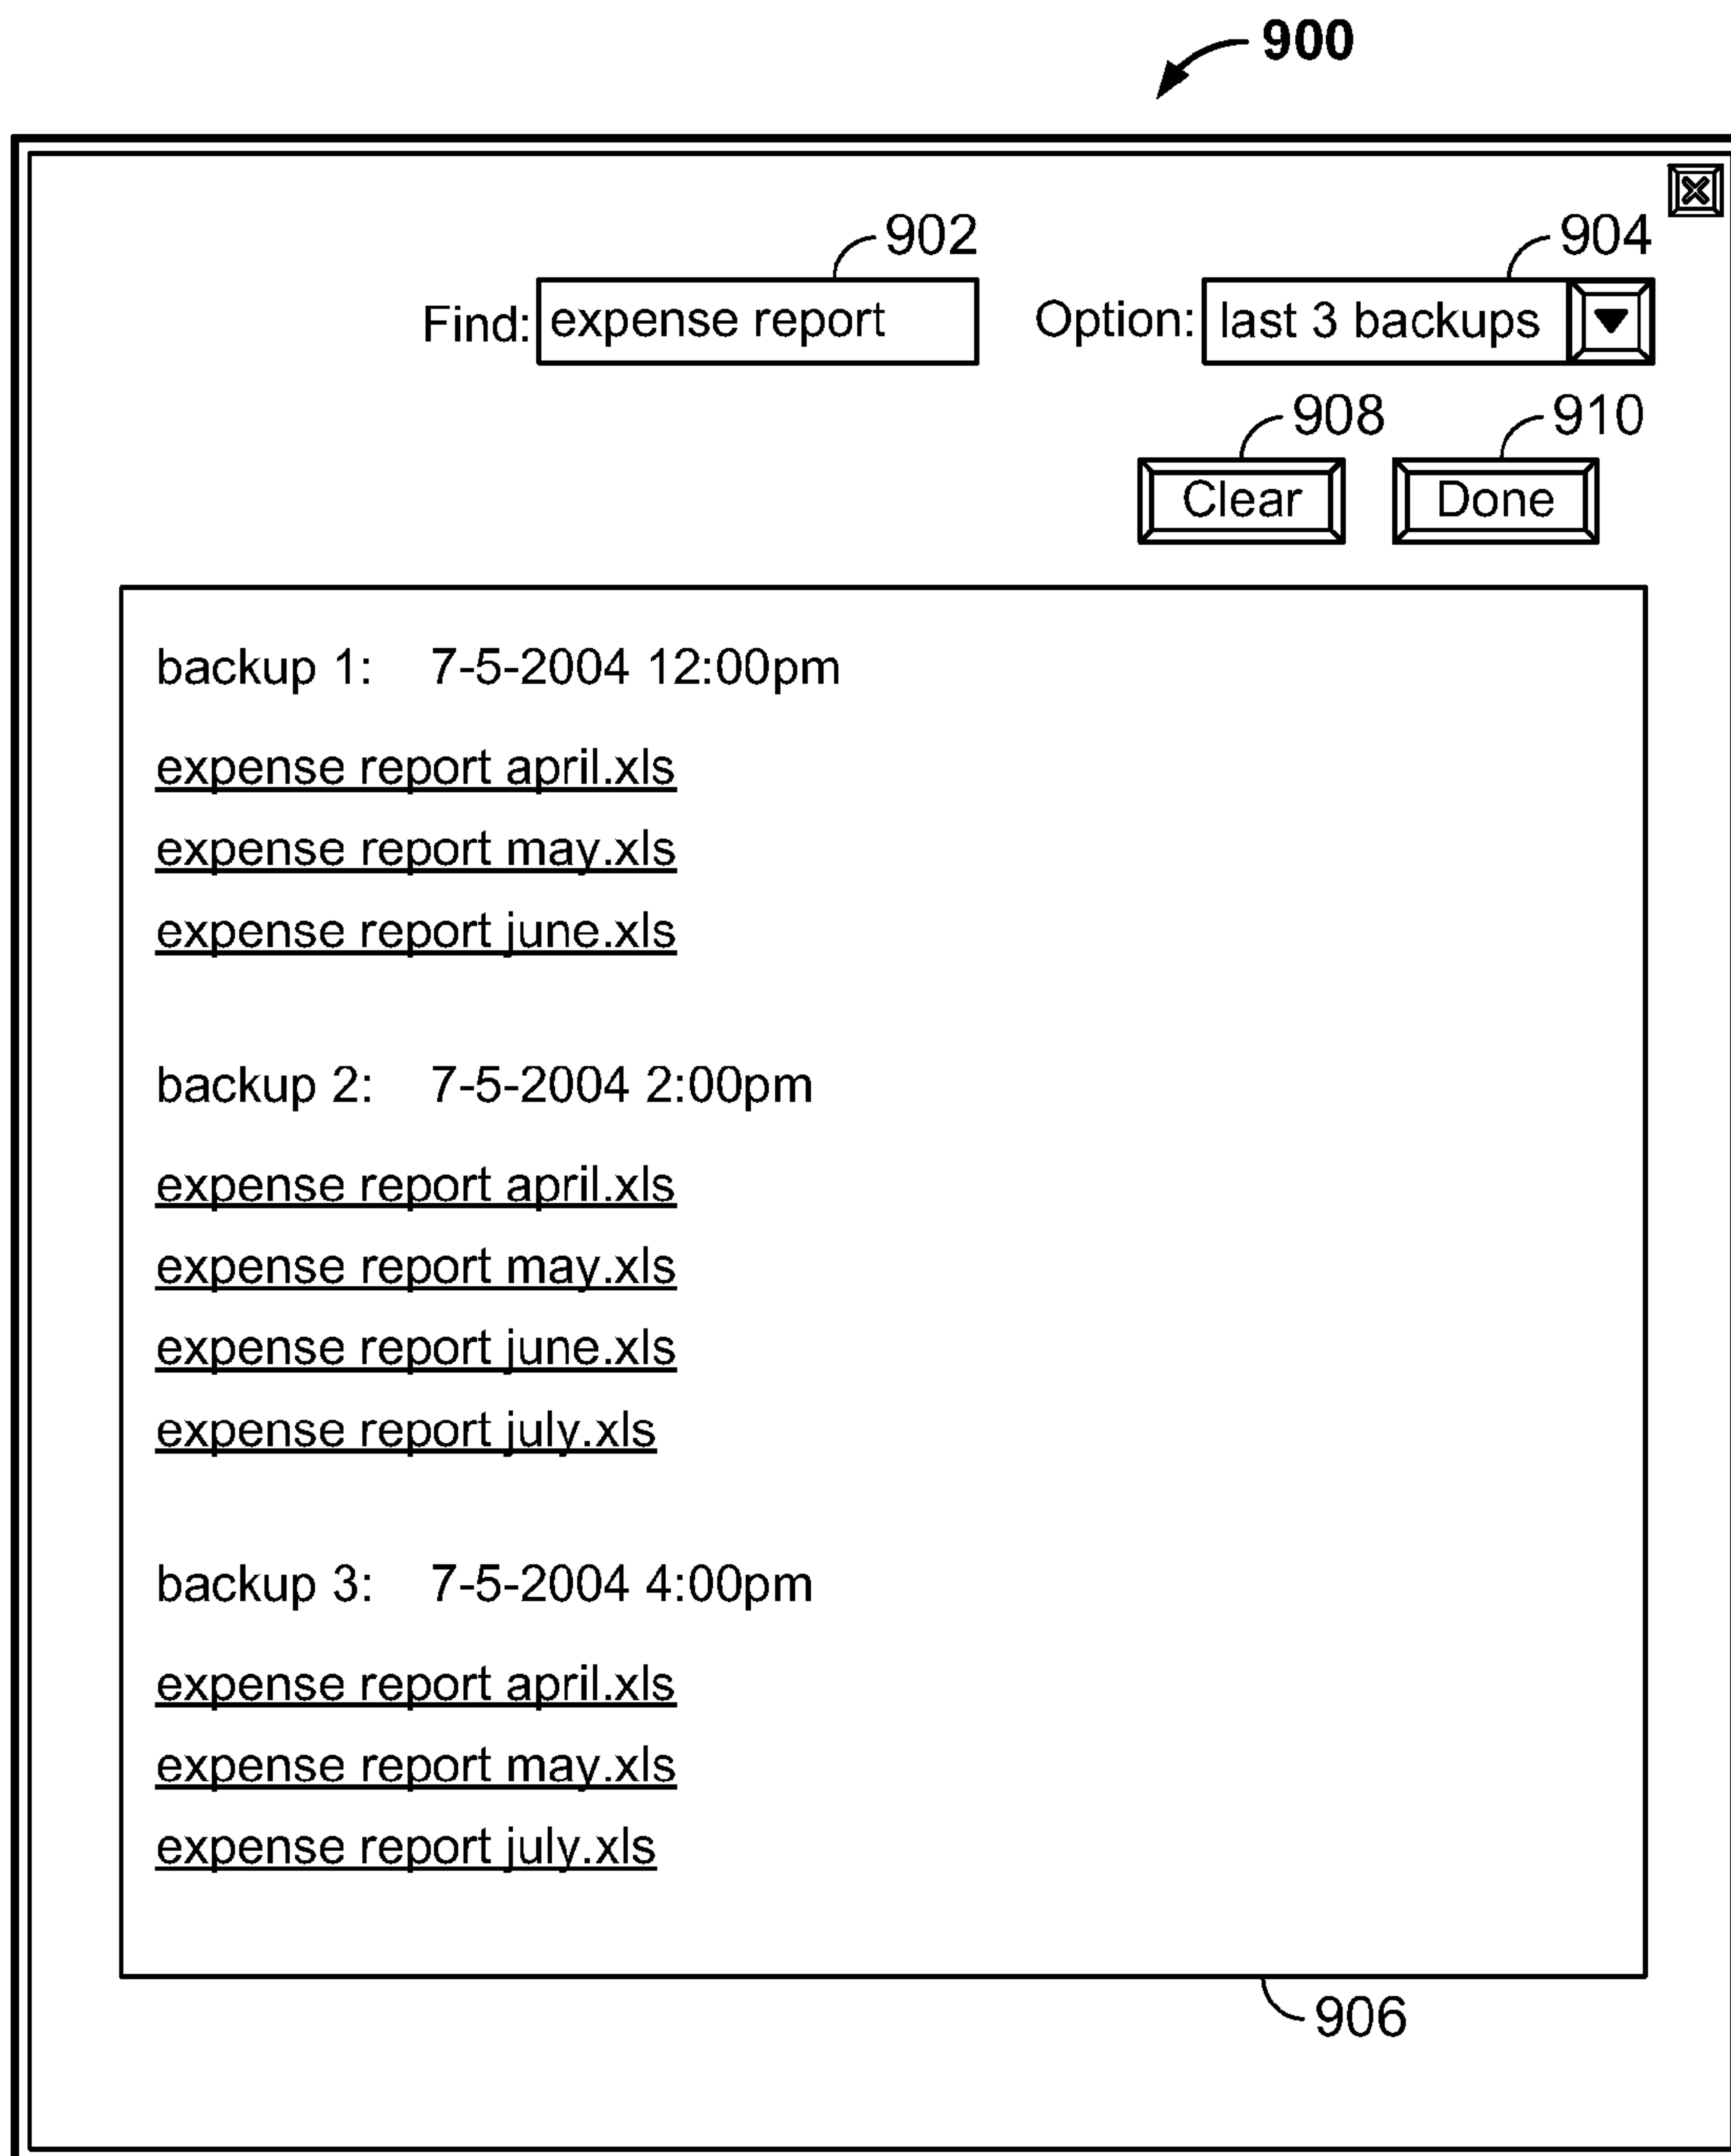 900
902
904
Find: expense report Option: last 3 backups
908
910
Clear Done
backup 1: 7-5-2004 12:00pm
expense report april.xls
expense report may.xls
expense report june.xls
backup 2: 7-5-2004 2:00pm
expense report april.xls
expense report may.xls
expense report june.xls
expense report july.xls
backup 3: 7-5-2004 4:00pm
expense report april.xls
expense report may.xls
expense report july.xls
906